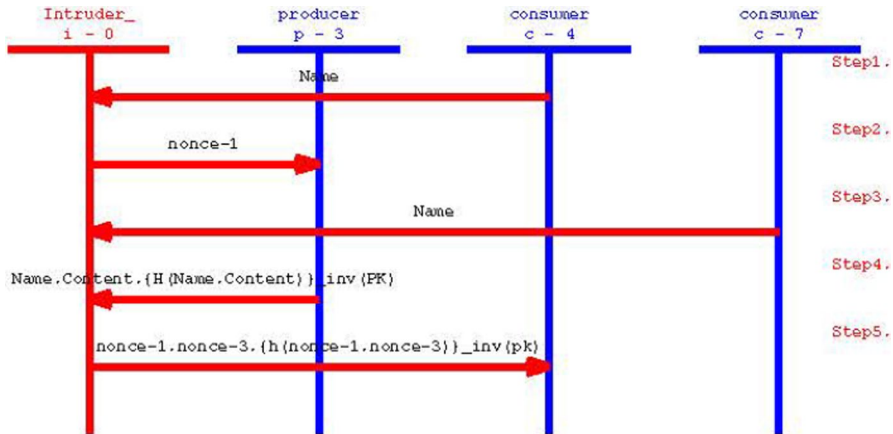 Intruder_ producer consumer consumer
i - 0 p - 3 c - 4 c - 7
Step1.
Name
Step2.
nonce-1
Step3.
Name
Step4.
Name.Content.{H(Name.Content)}_inv(PK)
Step5.
nonce-1.nonce-3.{h(nonce-1.nonce-3)}_inv(pk)